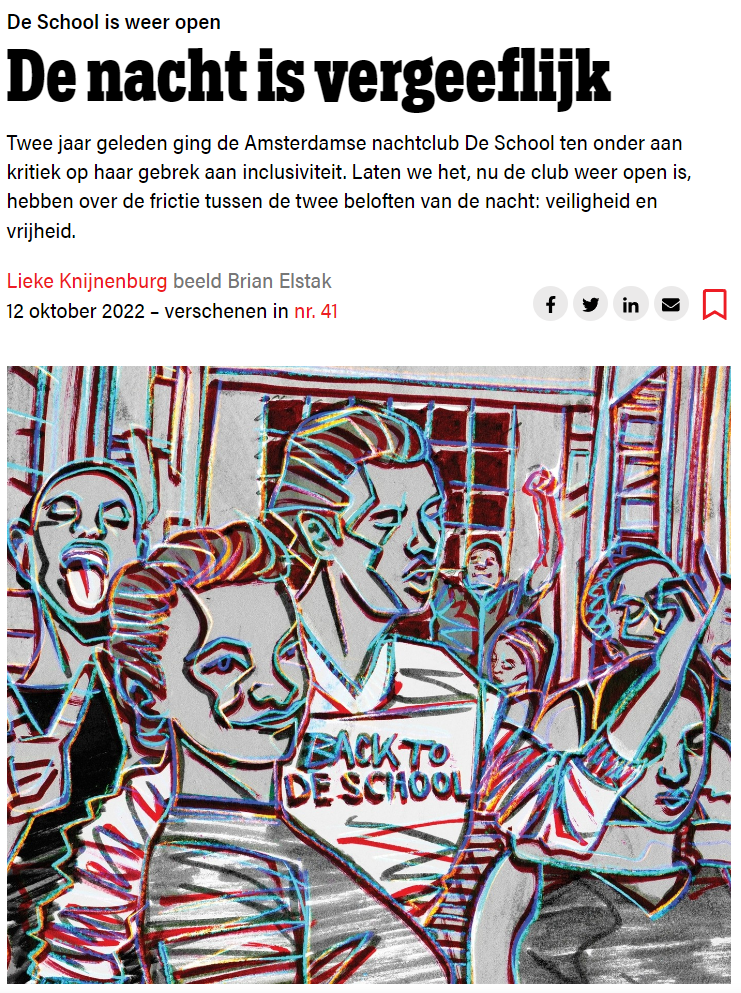 De School is weer open
De nacht is vergeeflijk
Twee jaar geleden ging de Amsterdamse nachtclub De School ten onder aan
kritiek op haar gebrek aan inclusiviteit. Laten we het, nu de club weer open is,
hebben over de frictie tussen de twee beloften van de nacht: veiligheid en
vrijheid.
Lieke Knijnenburg beeld Brian Elstak
12 oktober 2022 – verschenen in nr. 41
BACK TO
DE SCHOOL